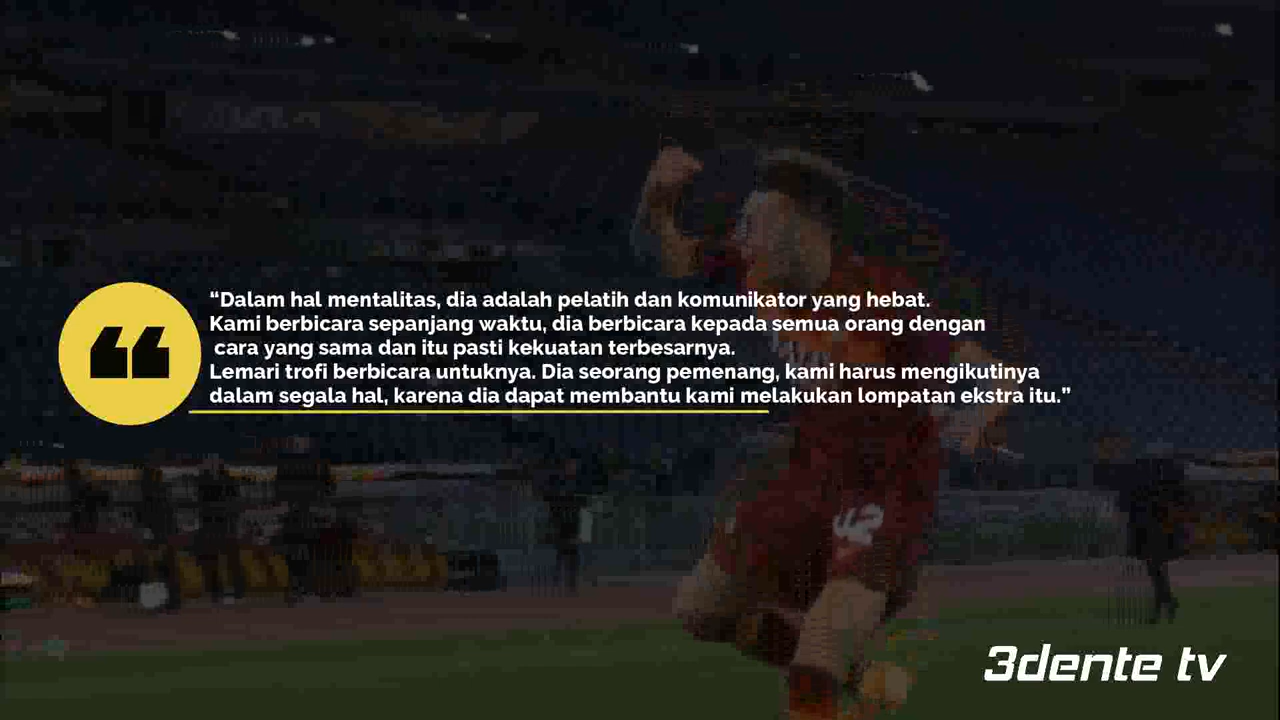 “Dalam hal mentalitas, dia adalah pelatih dan komunikator yang hebat.
Kami berbicara sepanjang waktu, dia berbicara kepada semua orang dengan
cara yang sama dan itu pasti kekuatan terbesarnya.
Lemari trofi berbicara untuknya. Dia seorang pemenang, kami harus mengikutinya
dalam segala hal, karena dia dapat membantu kami melakukan lompatan ekstra itu.”
3dente tv